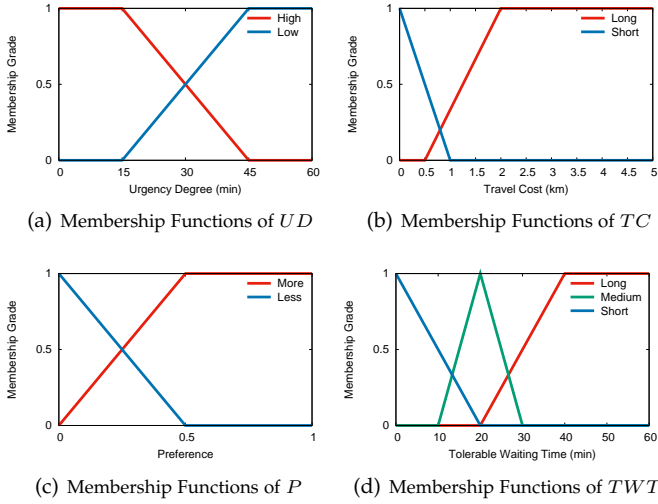 1
0.5
0
Membership Grade
High
Low
0 15 30 45 60
Urgency Degree (min)
(a) Membership Functions of UD
1
0.5
0
Membership Grade
Long
Short
0 0.5 1 1.5 2 2.5 3 3.5 4 4.5 5
Travel Cost (km)
(b) Membership Functions of TC
1
0.5
0
Membership Grade
More
Less
0 0.5 1
Preference
(c) Membership Functions of P
1
0.5
0
Membership Grade
Long
Medium
Short
0 10 20 30 40 50 60
Tolerable Waiting Time (min)
(d) Membership Functions of TWT